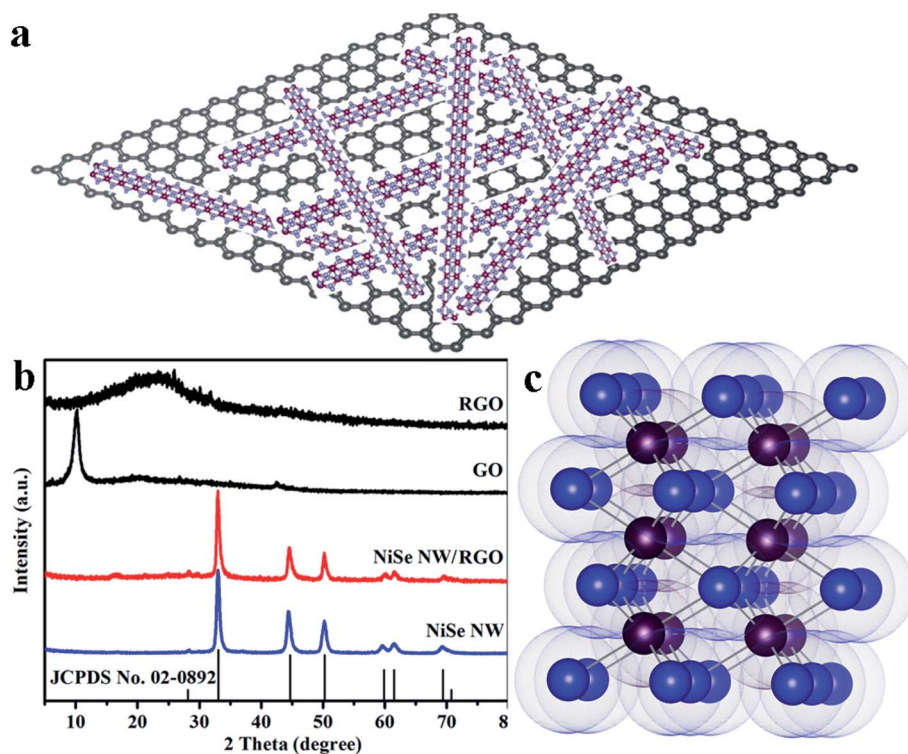 a
b
RGO
GO
NiSe NW/RGO
NiSe NW
JCPDS No. 02-0892
Intensity (a.u.)
10 20 30 40 50 60 70 8
2 Theta (degree)
c